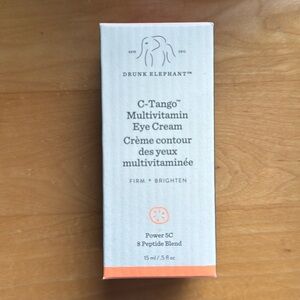 DRUNK ELEPHANT™
C-Tango™
Multivitamin
Eye Cream
Crème contour
des yeux
multivitaminée
FIRM + BRIGHTEN
Power 5C
8 Peptide Blend
15 ml / .5 fl oz